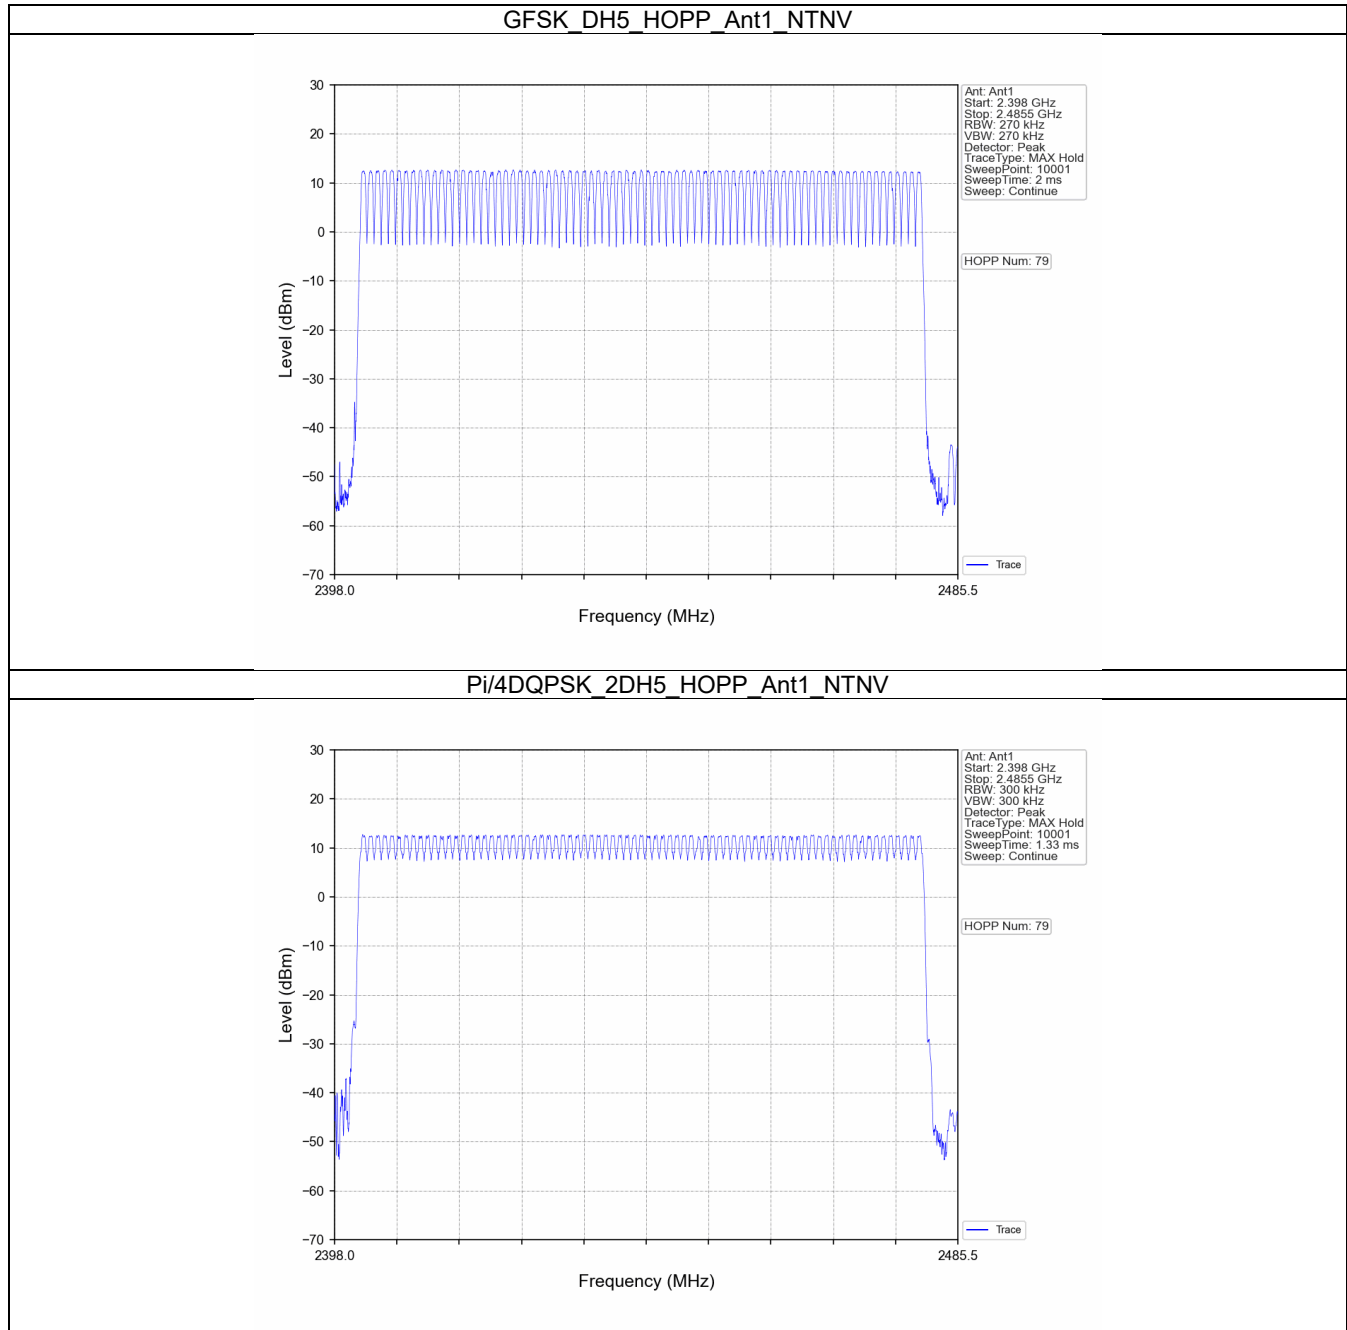 GFSK_DH5_HOPP_Ant1_NTNV
30
20
10
0
−10
−20
−30
−40
−50
−60
−70
Level (dBm)
2398.0
2485.5
Frequency (MHz)
Ant: Ant1
Start: 2.398 GHz
Stop: 2.4855 GHz
RBW: 270 kHz
VBW: 270 kHz
Detector: Peak
TraceType: MAX Hold
SweepPoint: 10001
SweepTime: 2 ms
Sweep: Continue
HOPP Num: 79
Trace
Pi/4DQPSK_2DH5_HOPP_Ant1_NTNV
30
20
10
0
−10
−20
−30
−40
−50
−60
−70
Level (dBm)
2398.0
2485.5
Frequency (MHz)
Ant: Ant1
Start: 2.398 GHz
Stop: 2.4855 GHz
RBW: 300 kHz
VBW: 300 kHz
Detector: Peak
TraceType: MAX Hold
SweepPoint: 10001
SweepTime: 1.33 ms
Sweep: Continue
HOPP Num: 79
Trace